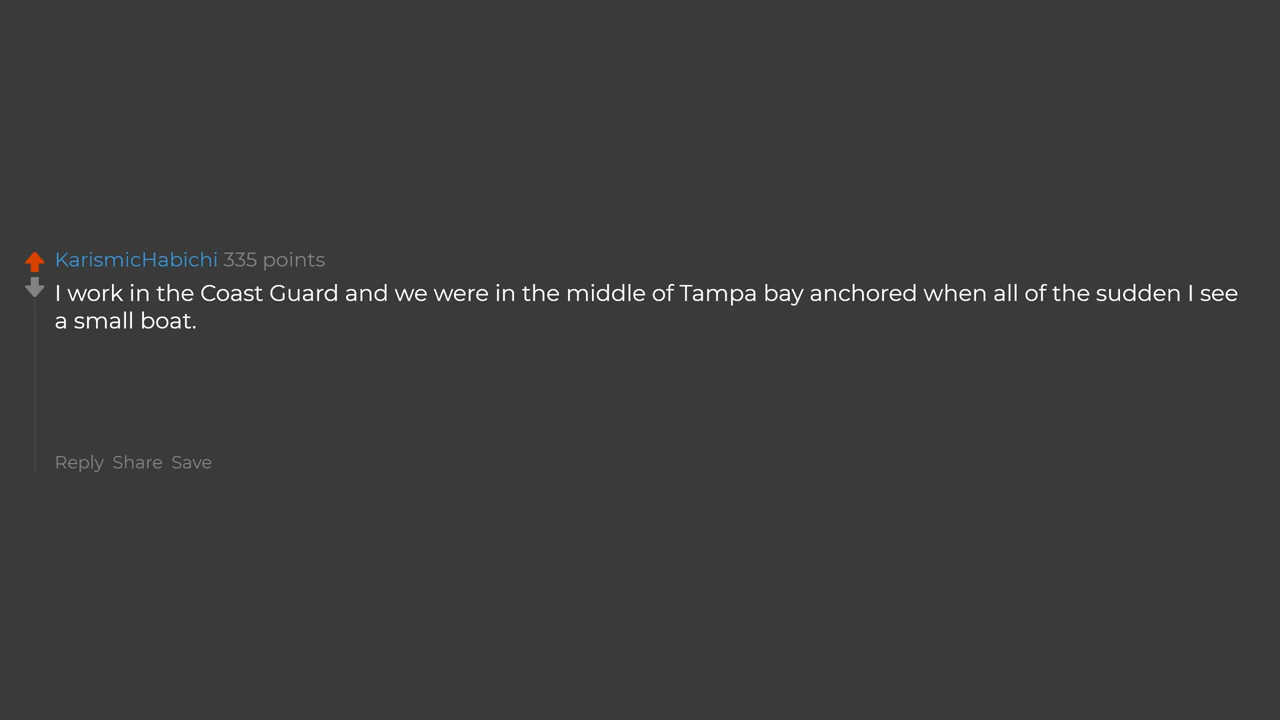 KarismicHabichi 335 points
I work in the Coast Guard and we were in the middle of Tampa bay anchored when all of the sudden I see
a small boat.
Reply Share Save